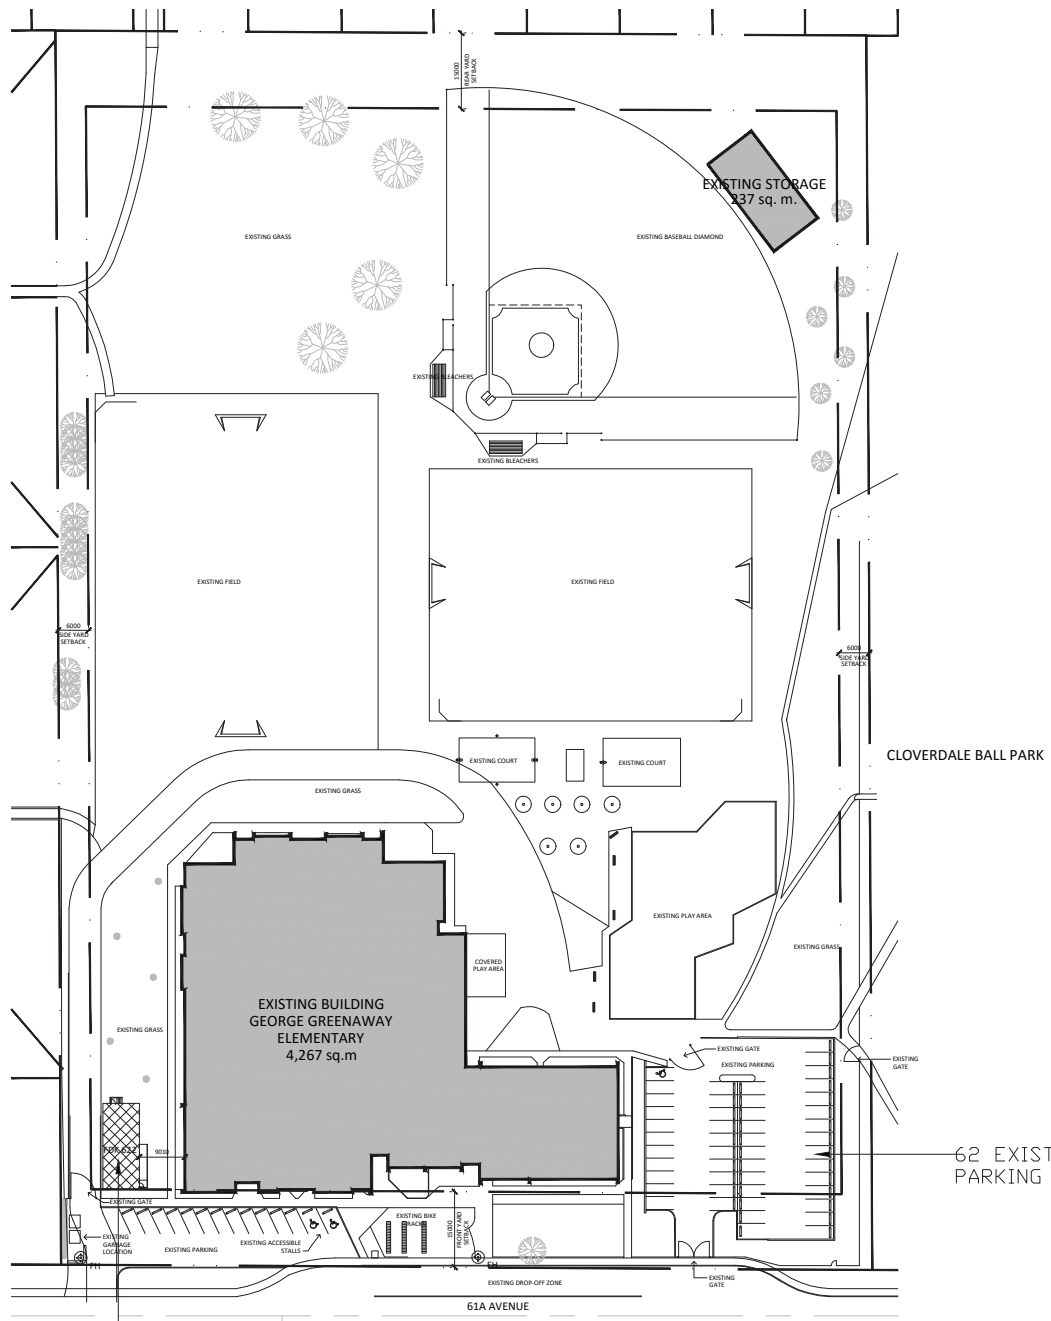 15000
REAR YARD
SETBACK
EXISTING STORAGE
237 sq. m.
EXISTING GRASS
EXISTING BASEBALL DIAMOND
EXISTING BLEACHERS
EXISTING BLEACHERS
EXISTING FIELD
EXISTING FIELD
6000
SIDE YARD
SETBACK
6000
SIDE YARD
SETBACK
CLOVERDALE BALL PARK
EXISTING COURT
EXISTING COURT
EXISTING GRASS
EXISTING PLAY AREA
EXISTING GRASS
COVERED
PLAY AREA
EXISTING BUILDING
GEORGE GREENAWAY
ELEMENTARY
4,267 sq.m
EXISTING GRASS
EXISTING GATE
EXISTING PARKING
EXISTING
GATE
9010
62 EXIST
PARKING
EXISTING GATE
EXISTING
GARBAGE
LOCATION
EXISTING PARKING
EXISTING ACCESSIBLE
STALLS
EXISTING BIKE
RACKS
15000
FRONT YARD
SETBACK
FH
FH
EXISTING DROP-OFF ZONE
EXISTING
GATE
61A AVENUE